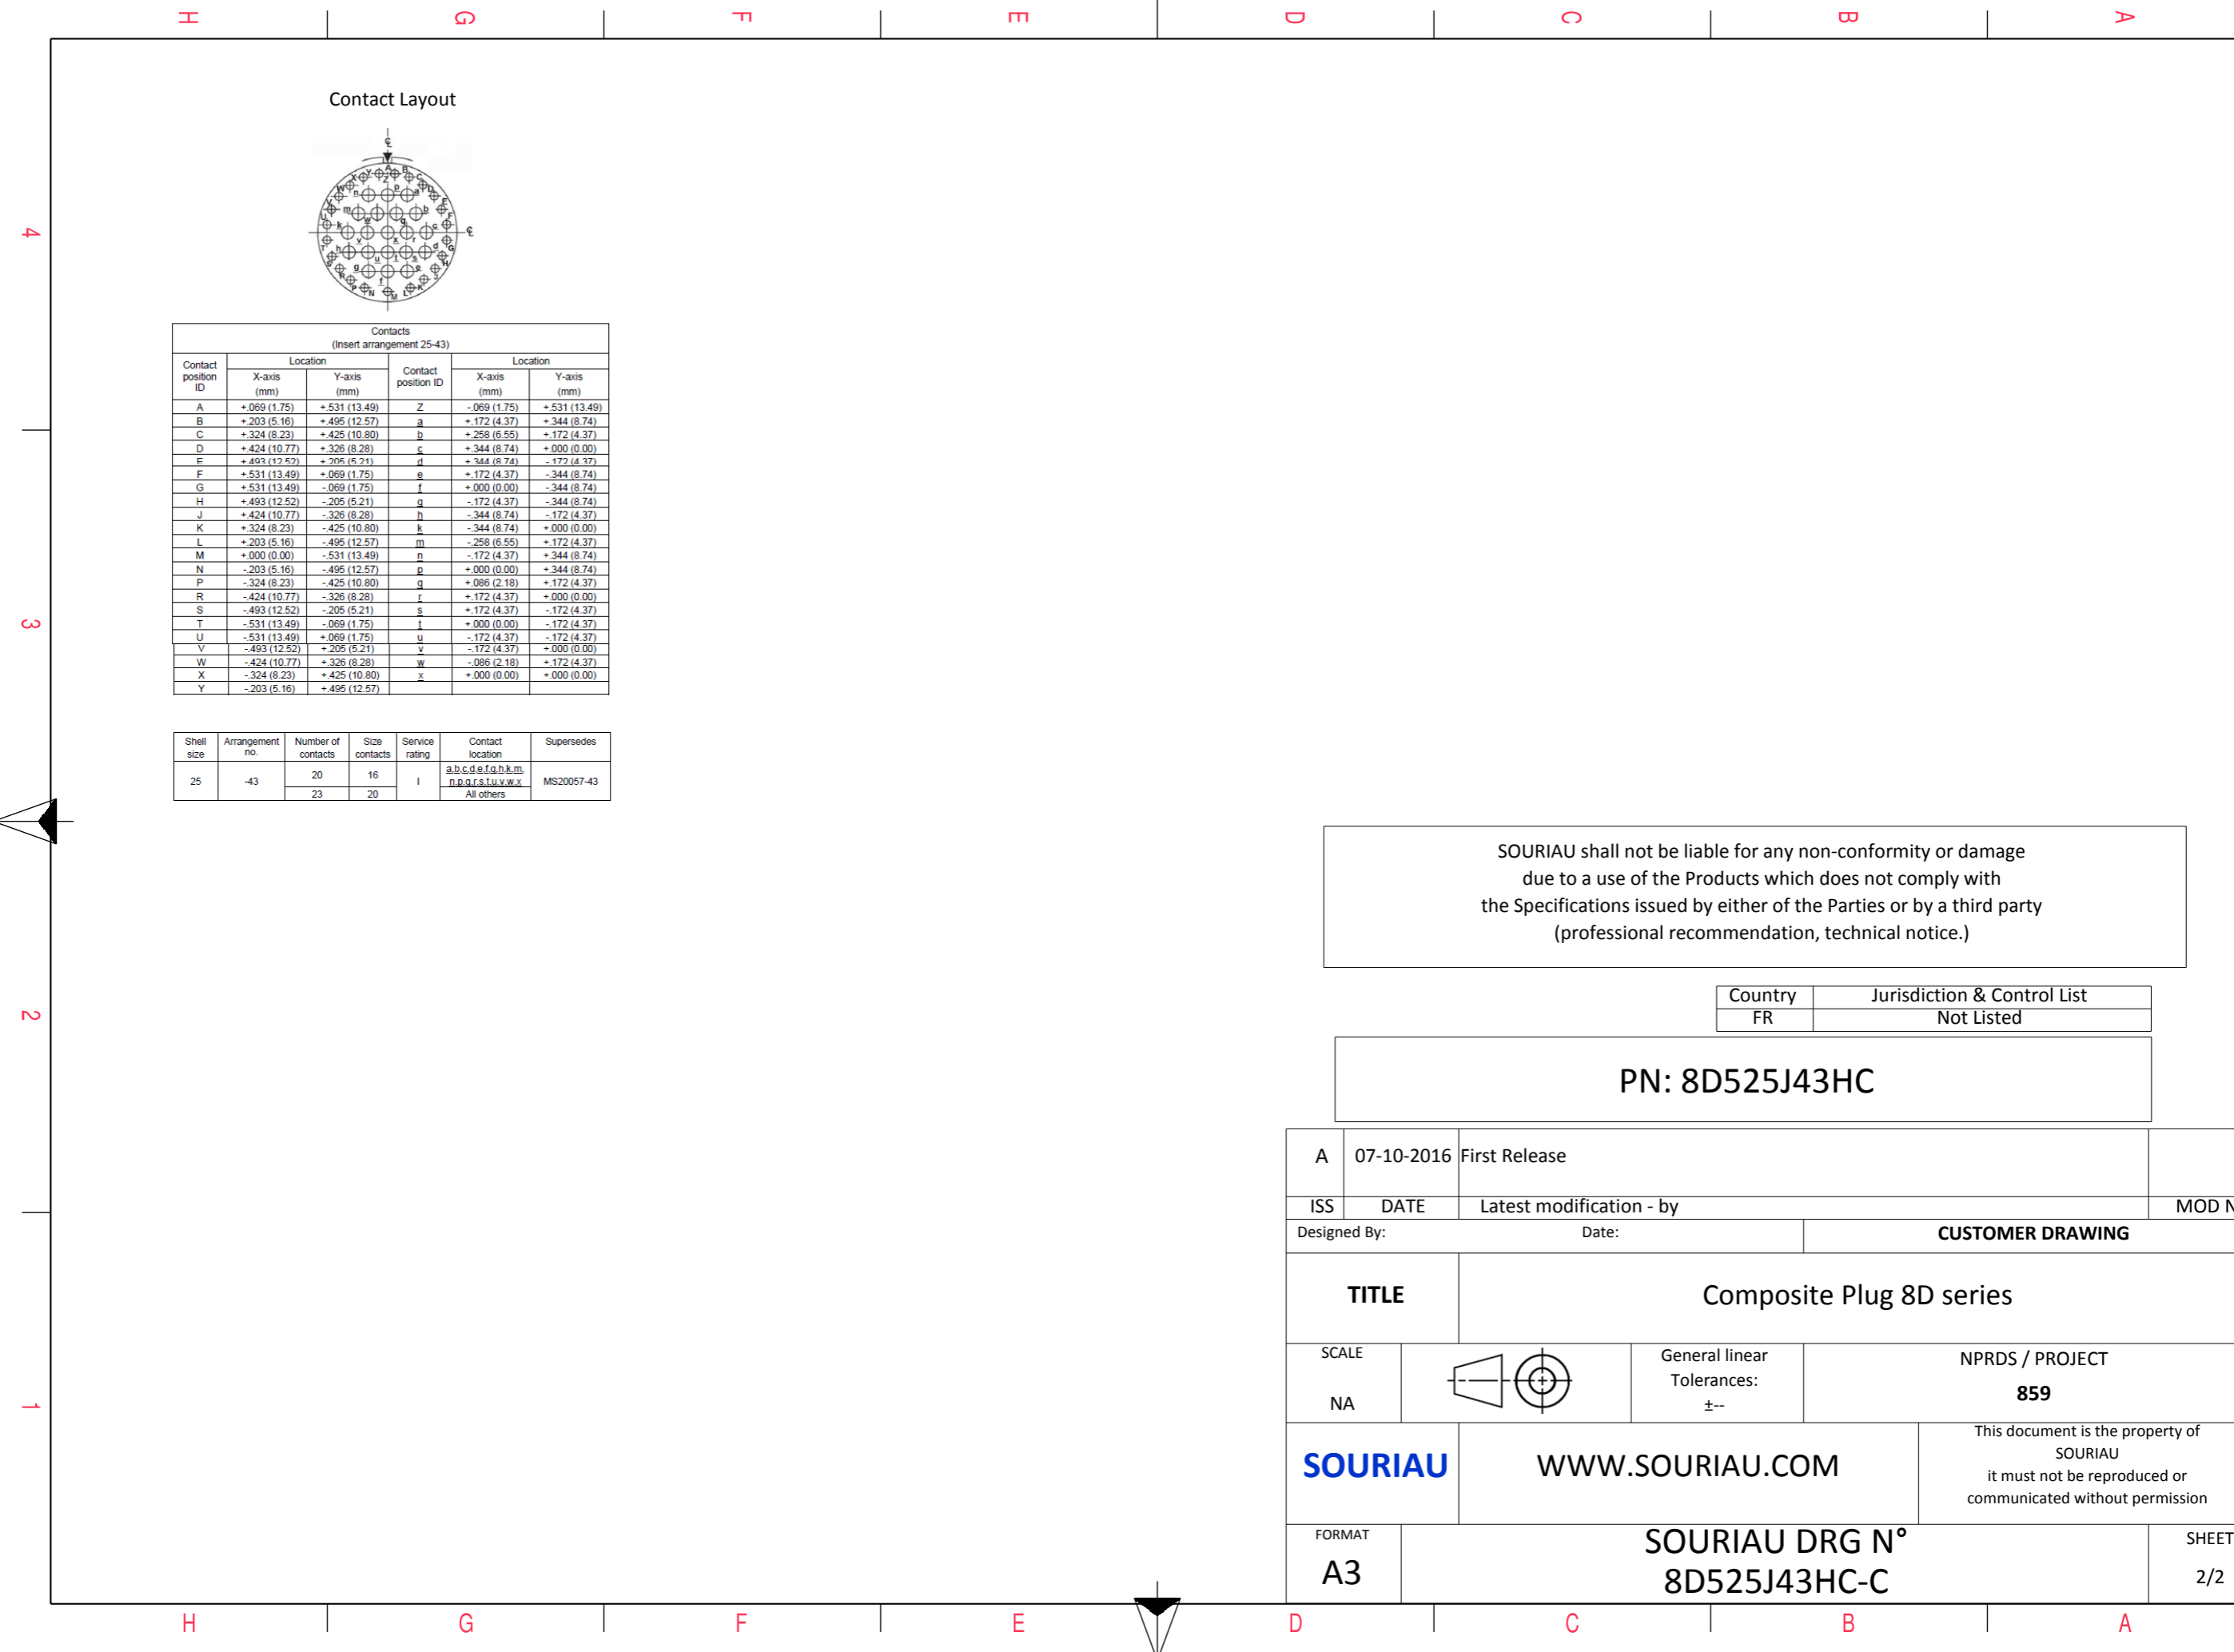 H G F E D C B A
Contact Layout
4
3
2
1
Contacts
(Insert arrangement 25-43)
Contact position ID | Location | Contact position ID | Location
X-axis (mm) | Y-axis (mm) | X-axis (mm) | Y-axis (mm)
A +.069 (1.75) +.531 (13.49) Z -.069 (1.75) +.531 (13.49)
B +.203 (5.16) +.495 (12.57) a +.172 (4.37) +.344 (8.74)
C +.324 (8.23) +.425 (10.80) b +.258 (6.55) +.172 (4.37)
D +.424 (10.77) +.326 (8.28) c +.344 (8.74) +.000 (0.00)
E +.493 (12.52) +.205 (5.21) d +.344 (8.74) -.172 (4.37)
F +.531 (13.49) +.069 (1.75) e +.172 (4.37) -.344 (8.74)
G +.531 (13.49) -.069 (1.75) f +.000 (0.00) -.344 (8.74)
H +.493 (12.52) -.205 (5.21) g -.172 (4.37) -.344 (8.74)
J +.424 (10.77) -.326 (8.28) h -.344 (8.74) -.172 (4.37)
K +.324 (8.23) -.425 (10.80) k -.344 (8.74) +.000 (0.00)
L +.203 (5.16) -.495 (12.57) m -.258 (6.55) +.172 (4.37)
M +.000 (0.00) -.531 (13.49) n -.172 (4.37) +.344 (8.74)
N -.203 (5.16) -.495 (12.57) p +.000 (0.00) +.344 (8.74)
P -.324 (8.23) -.425 (10.80) q +.086 (2.18) +.172 (4.37)
R -.424 (10.77) -.326 (8.28) r +.172 (4.37) +.000 (0.00)
S -.493 (12.52) -.205 (5.21) s +.172 (4.37) -.172 (4.37)
T -.531 (13.49) -.069 (1.75) t +.000 (0.00) -.172 (4.37)
U -.531 (13.49) +.069 (1.75) u -.172 (4.37) -.172 (4.37)
V -.493 (12.52) +.205 (5.21) v -.172 (4.37) +.000 (0.00)
W -.424 (10.77) +.326 (8.28) w -.086 (2.18) +.172 (4.37)
X -.324 (8.23) +.425 (10.80) x +.000 (0.00) +.000 (0.00)
Y -.203 (5.16) +.495 (12.57)
Shell size | Arrangement no. | Number of contacts | Size contacts | Service rating | Contact location | Supersedes
25 -43 20 16 I a,b,c,d,e,f,g,h,k,m, n,p,q,r,s,t,u,v,w,x MS20057-43
23 20 All others
SOURIAU shall not be liable for any non-conformity or damage
due to a use of the Products which does not comply with
the Specifications issued by either of the Parties or by a third party
(professional recommendation, technical notice.)
Country Jurisdiction & Control List
FR Not Listed
PN: 8D525J43HC
A 07-10-2016 First Release
ISS DATE Latest modification - by MOD N
Designed By: Date: CUSTOMER DRAWING
TITLE Composite Plug 8D series
SCALE
NA
General linear
Tolerances:
±--
NPRDS / PROJECT
859
SOURIAU WWW.SOURIAU.COM
This document is the property of
SOURIAU
it must not be reproduced or
communicated without permission
FORMAT
A3
SOURIAU DRG N°
8D525J43HC-C
SHEET
2/2
H G F E D C B A